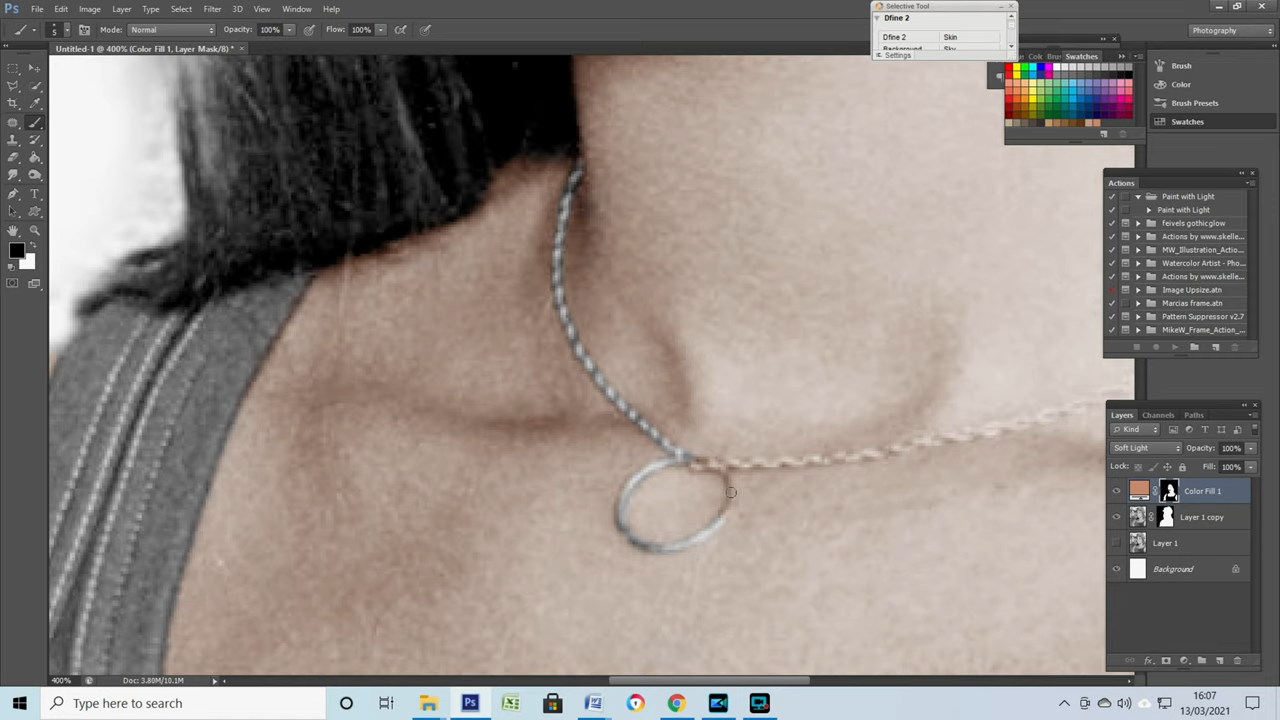 Ps File Edit Image Layer Type Select Filter 3D View Window Help
5 Mode: Normal Opacity: 100% Flow: 100%
Photography
Untitled-1 @ 400% (Color Fill 1, Layer Mask/8) * ×
Selective Tool
Dfine 2
Dfine 2 Skin
Background Sky
Settings
Col Br Swatches
Brush
Color
Brush Presets
Swatches
Actions
Paint with Light
Paint with Light
feivels gothicglow
Actions by www.skelle...
MW_Illustration_Actio...
Watercolor Artist - Pho...
Actions by www.skelle...
Image Upsize.atn
Marcias frame.atn
Pattern Suppressor v2.7
MikeW_Frame_Action_...
Layers Channels Paths
Kind
Soft Light Opacity: 100%
Lock: Fill: 100%
Color Fill 1
Layer 1 copy
Layer 1
Background
fx
400% Doc: 3.80M/10.1M
Type here to search
Ps
16:07
13/03/2021